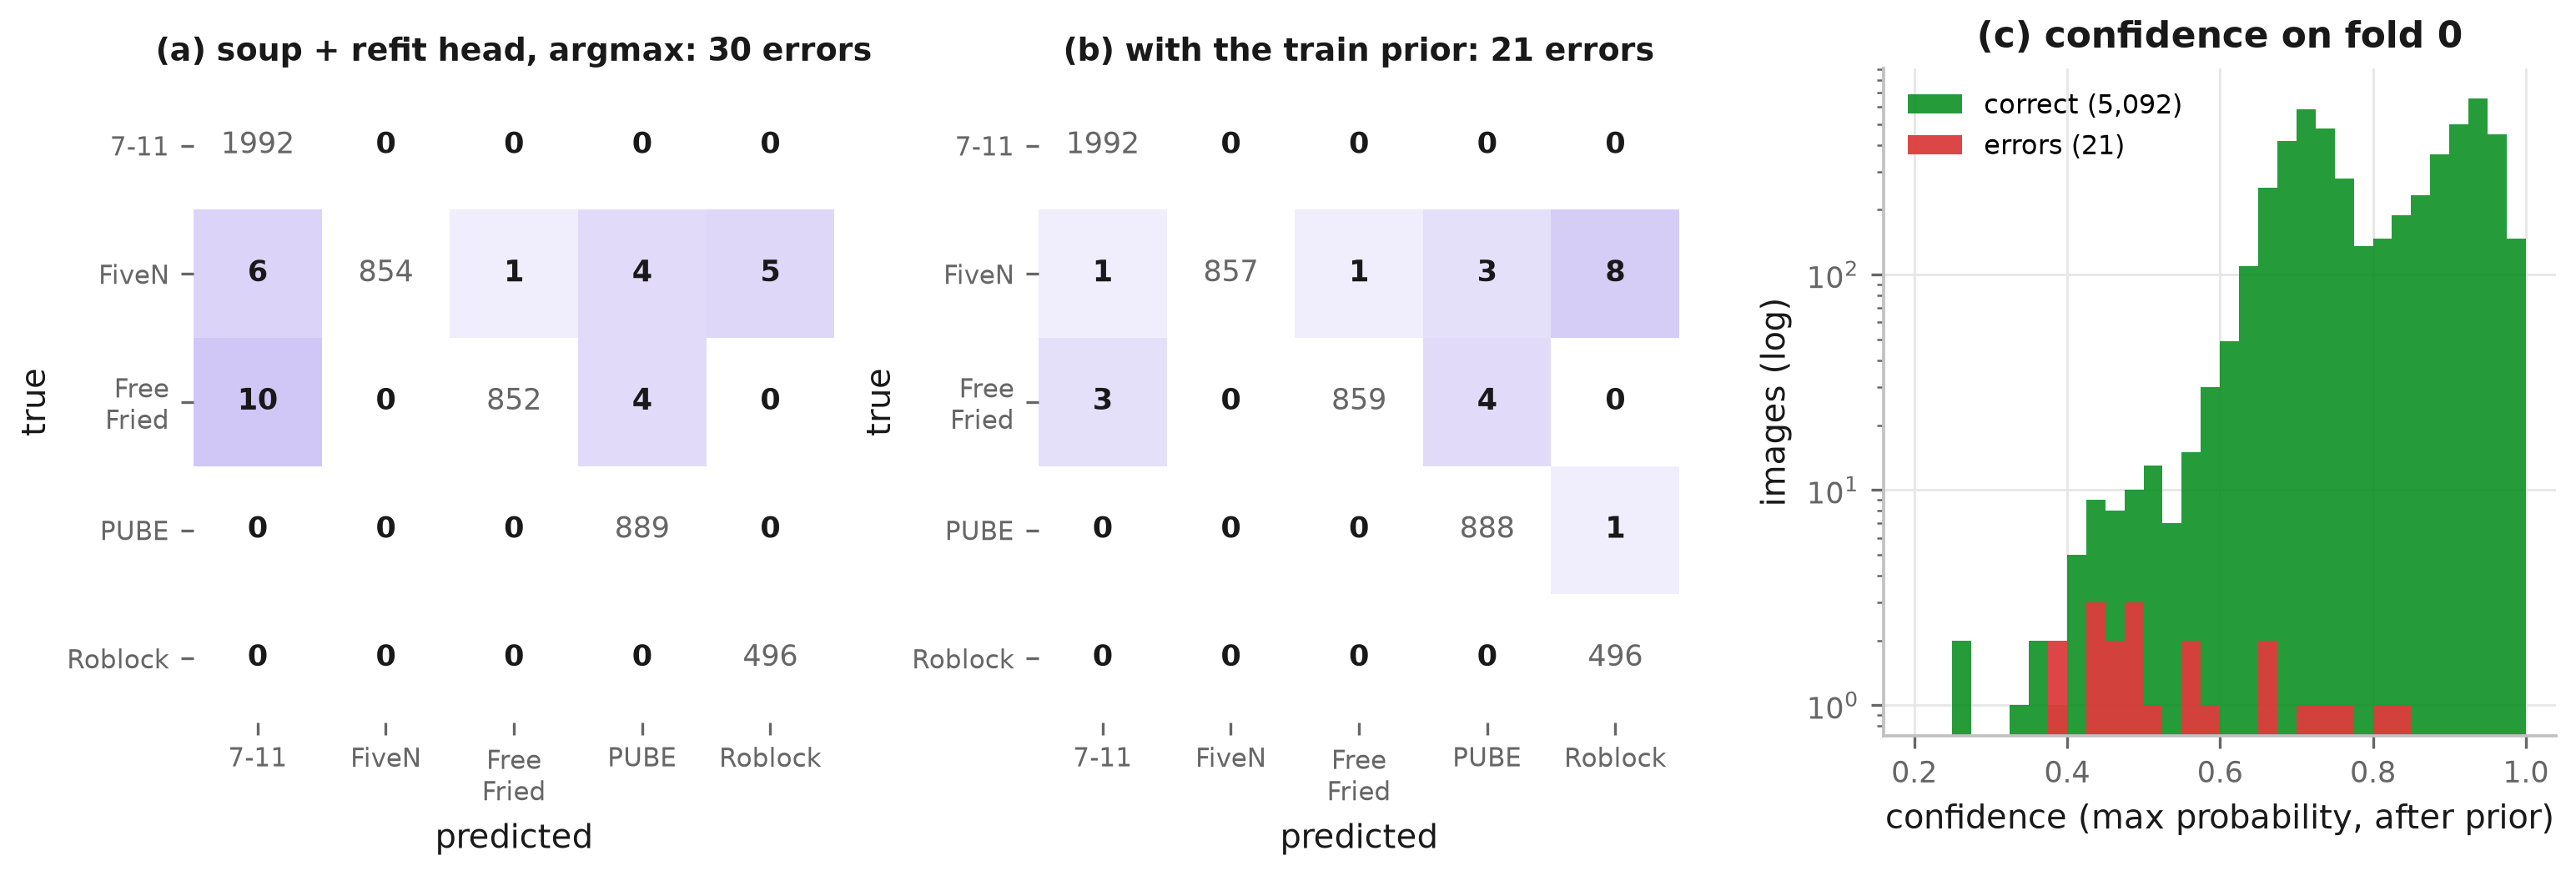 (a) soup + refit head, argmax: 30 errors
7-11 1992 0 0 0 0
FiveN 6 854 1 4 5
Free
Fried 10 0 852 4 0
PUBE 0 0 0 889 0
Roblock 0 0 0 0 496
7-11 FiveN Free PUBE Roblock
Fried
true
predicted
(b) with the train prior: 21 errors
7-11 1992 0 0 0 0
FiveN 1 857 1 3 8
Free
Fried 3 0 859 4 0
PUBE 0 0 0 888 1
Roblock 0 0 0 0 496
7-11 FiveN Free PUBE Roblock
Fried
true
predicted
(c) confidence on fold 0
correct (5,092)
errors (21)
images (log)
10²
10¹
10⁰
0.2 0.4 0.6 0.8 1.0
confidence (max probability, after prior)